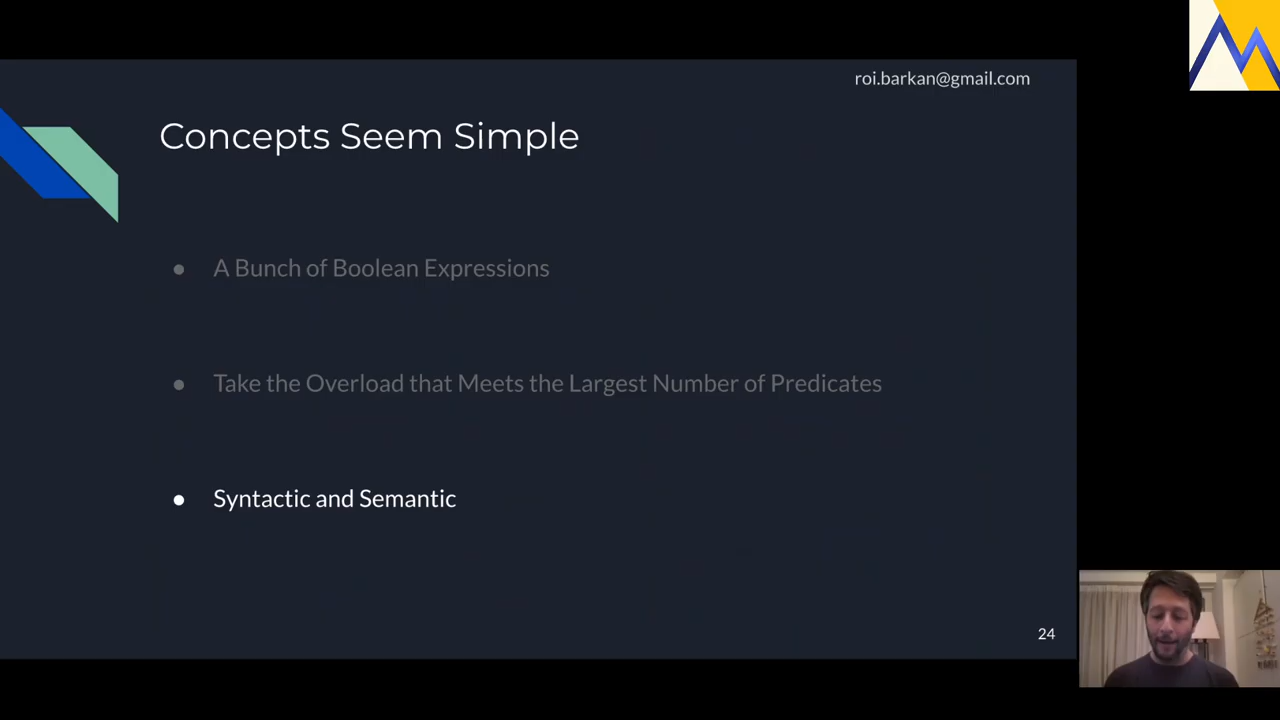 roi.barkan@gmail.com
Concepts Seem Simple
● A Bunch of Boolean Expressions
● Take the Overload that Meets the Largest Number of Predicates
● Syntactic and Semantic
24